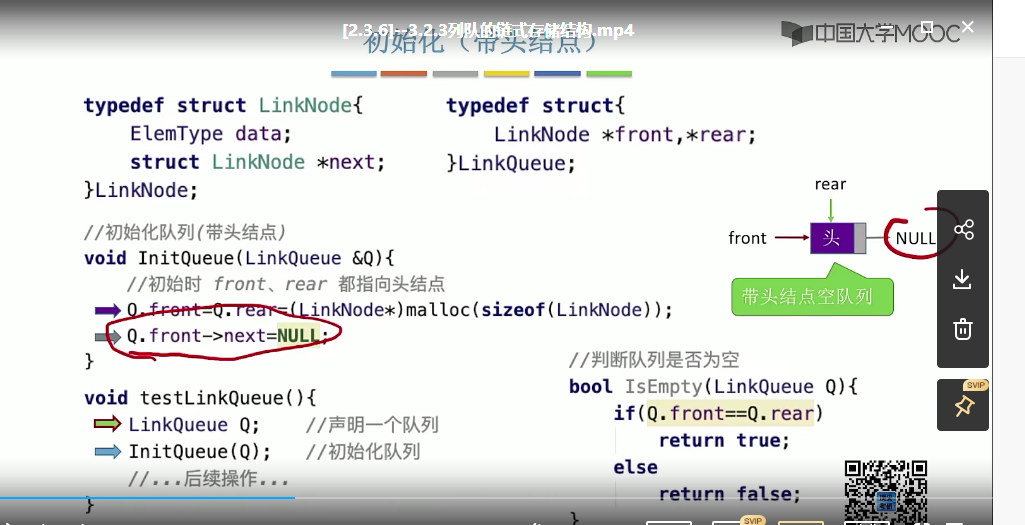 [2.3.6]--3.2.3列队的链式存储结构.mp4
中国大学MOOC
初始化（带头结点）
typedef struct LinkNode{
ElemType data;
struct LinkNode *next;
}LinkNode;
typedef struct{
LinkNode *front,*rear;
}LinkQueue;
//初始化队列(带头结点)
void InitQueue(LinkQueue &Q){
//初始时 front、rear 都指向头结点
Q.front=Q.rear=(LinkNode*)malloc(sizeof(LinkNode));
Q.front->next=NULL;
}
rear
front
头
NULL
带头结点空队列
void testLinkQueue(){
LinkQueue Q; //声明一个队列
InitQueue(Q); //初始化队列
//...后续操作...
}
//判断队列是否为空
bool IsEmpty(LinkQueue Q){
if(Q.front==Q.rear)
return true;
else
return false;
}
SVIP
SVIP